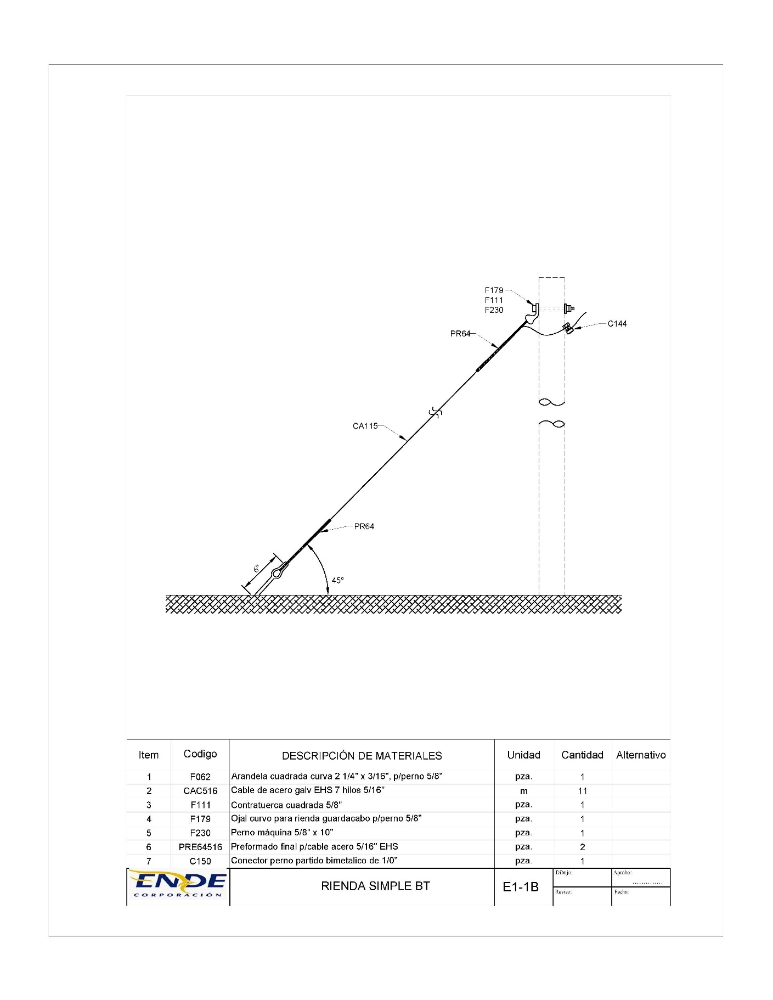 F179
F111
F230
C144
PR64
CA115
PR64
6"
45°
Item Codigo DESCRIPCIÓN DE MATERIALES Unidad Cantidad Alternativo
1 F062 Arandela cuadrada curva 2 1/4" x 3/16", p/perno 5/8" pza. 1
2 CAC516 Cable de acero galv EHS 7 hilos 5/16" m 11
3 F111 Contratuerca cuadrada 5/8" pza. 1
4 F179 Ojal curvo para rienda guardacabo p/perno 5/8" pza. 1
5 F230 Perno máquina 5/8" x 10" pza. 1
6 PRE64516 Preformado final p/cable acero 5/16" EHS pza. 2
7 C150 Conector perno partido bimetalico de 1/0" pza. 1
ENDE
CORPORACIÓN
RIENDA SIMPLE BT
E1-1B
Dibujo:
Aprobo:
..............
Reviso:
Fecha: